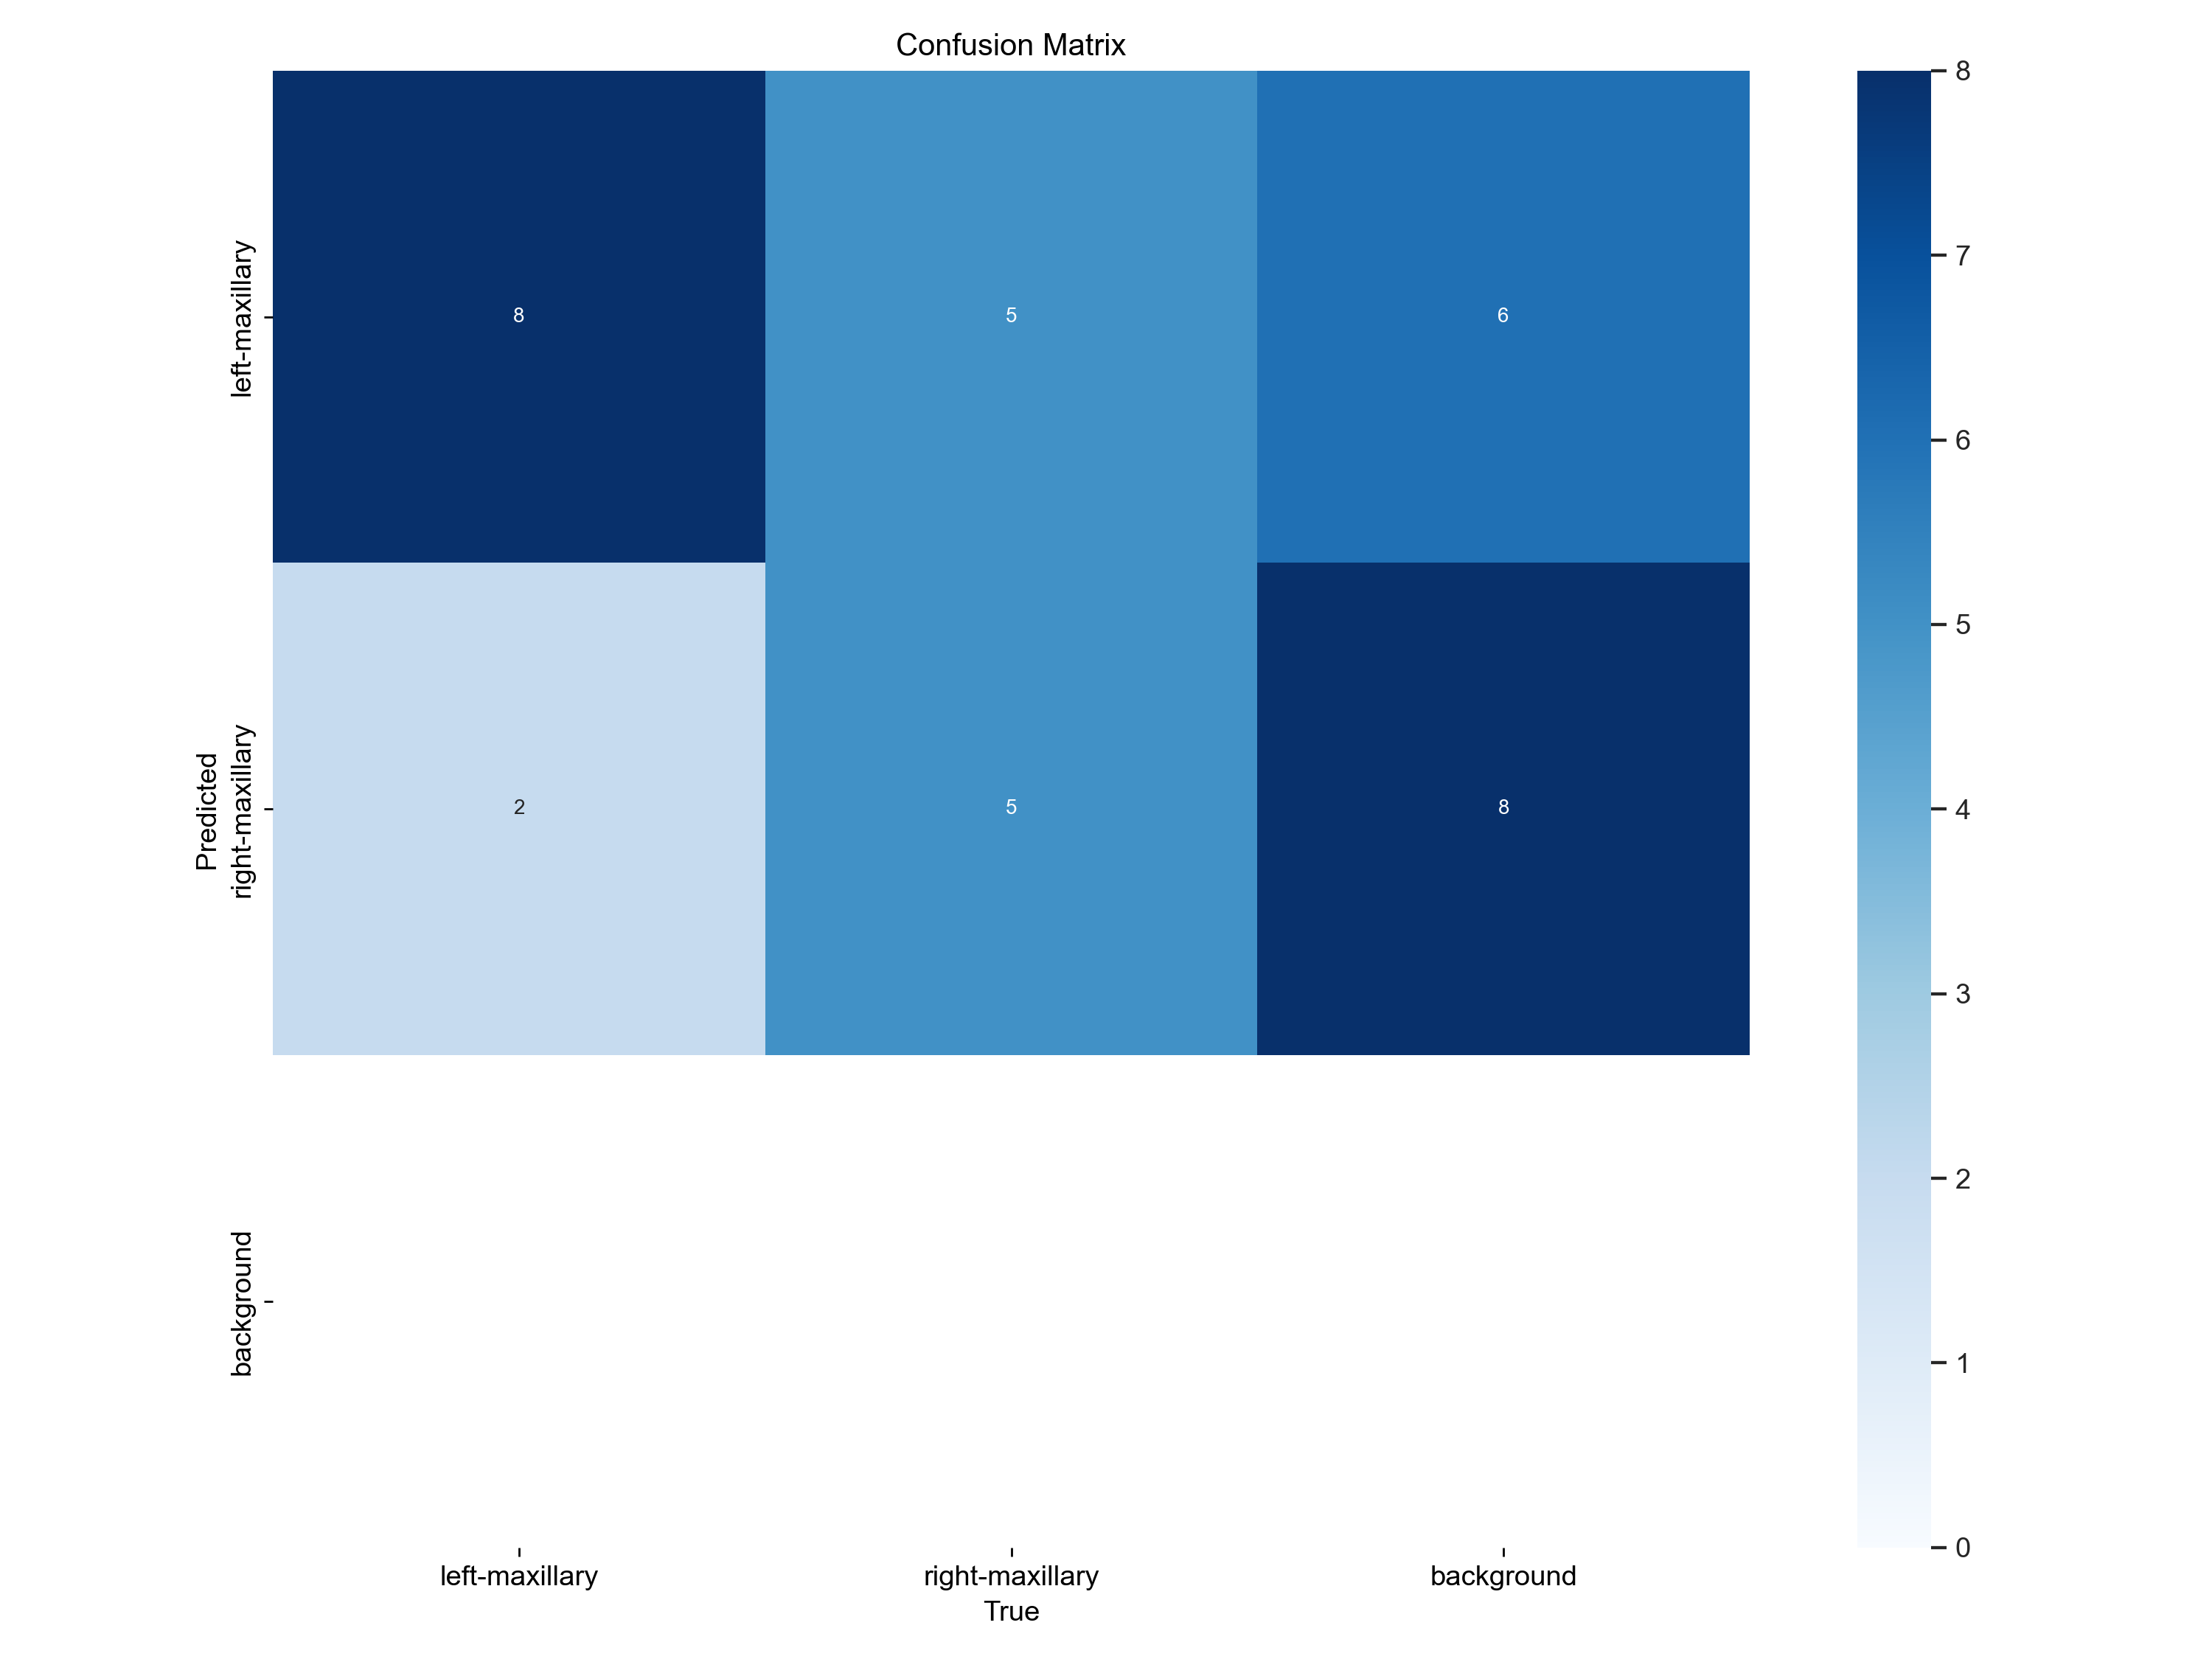 Confusion Matrix
left-maxillary
right-maxillary
background
Predicted
8 5 6
2 5 8
left-maxillary right-maxillary background
True
8
7
6
5
4
3
2
1
0